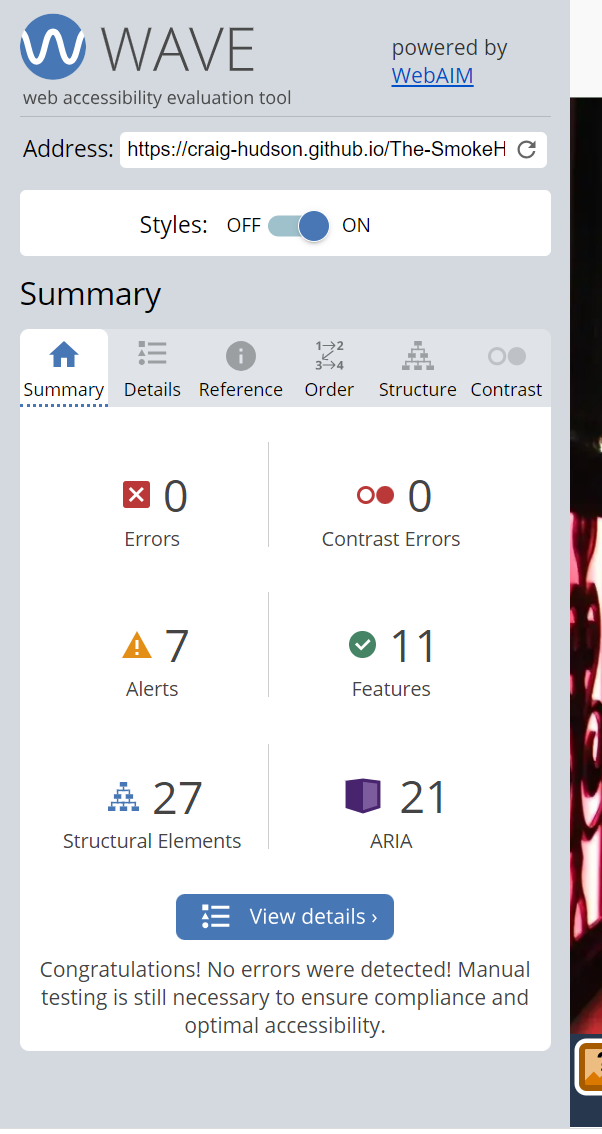 WAVE
powered by
WebAIM
web accessibility evaluation tool
Address: https://craig-hudson.github.io/The-SmokeH
Styles: OFF ON
Summary
1→2
3→4
Summary Details Reference Order Structure Contrast
0 0
Errors Contrast Errors
7 11
Alerts Features
27 21
Structural Elements ARIA
View details ›
Congratulations! No errors were detected! Manual
testing is still necessary to ensure compliance and
optimal accessibility.